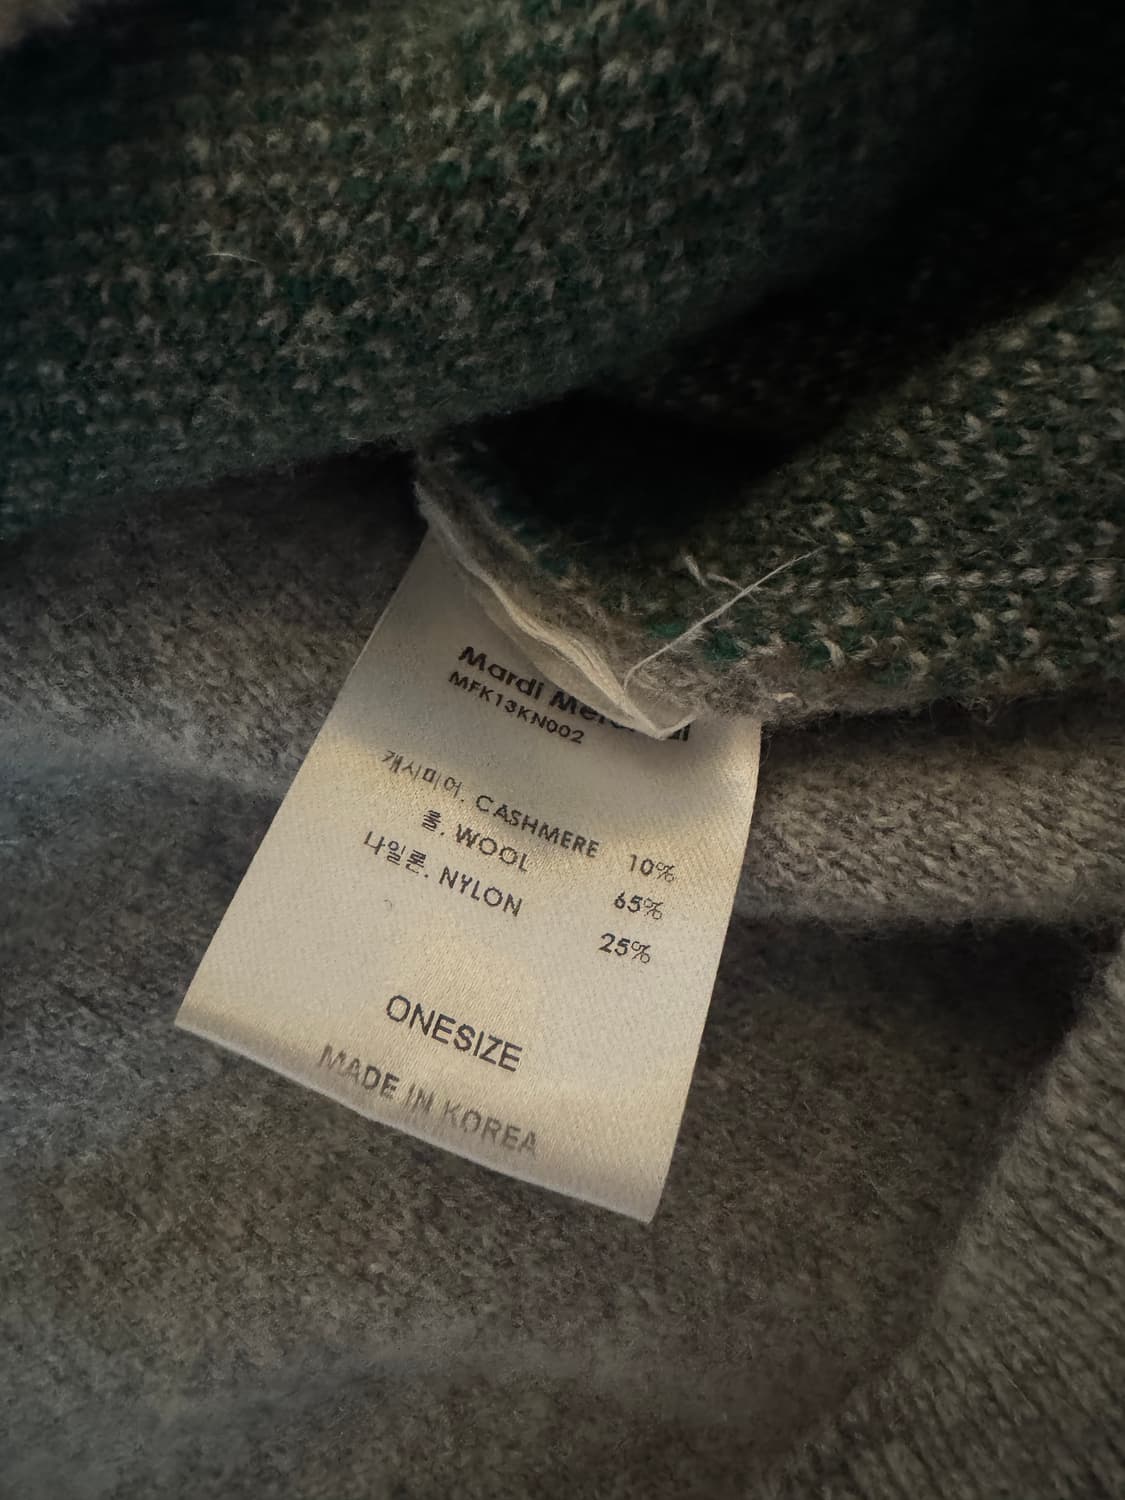 Mardi
MFK13KN002
캐시미어. CASHMERE 10%
울. WOOL 65%
나일론. NYLON 25%
ONESIZE
MADE IN KOREA